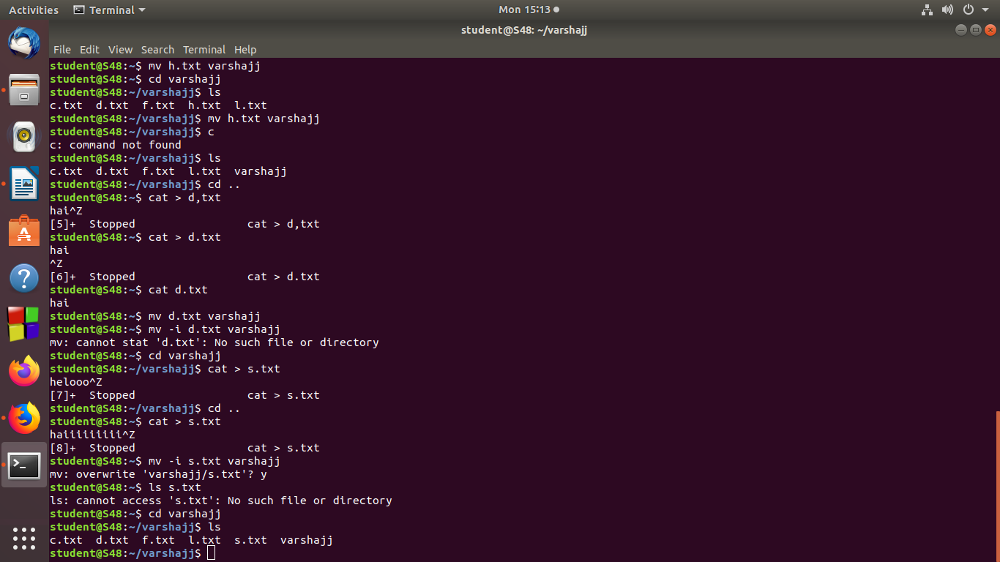 Activities Terminal Mon 15:13
student@S48: ~/varshajj
File Edit View Search Terminal Help
student@S48:~$ mv h.txt varshajj
student@S48:~$ cd varshajj
student@S48:~/varshajj$ ls
c.txt  d.txt  f.txt  h.txt  l.txt
student@S48:~/varshajj$ mv h.txt varshajj
student@S48:~/varshajj$ c
c: command not found
student@S48:~/varshajj$ ls
c.txt  d.txt  f.txt  l.txt  varshajj
student@S48:~/varshajj$ cd ..
student@S48:~$ cat > d,txt
hai^Z
[5]+  Stopped                 cat > d,txt
student@S48:~$ cat > d.txt
hai
^Z
[6]+  Stopped                 cat > d.txt
student@S48:~$ cat d.txt
hai
student@S48:~$ mv d.txt varshajj
student@S48:~$ mv -i d.txt varshajj
mv: cannot stat 'd.txt': No such file or directory
student@S48:~$ cd varshajj
student@S48:~/varshajj$ cat > s.txt
helooo^Z
[7]+  Stopped                 cat > s.txt
student@S48:~/varshajj$ cd ..
student@S48:~$ cat > s.txt
haiiiiiiiii^Z
[8]+  Stopped                 cat > s.txt
student@S48:~$ mv -i s.txt varshajj
mv: overwrite 'varshajj/s.txt'? y
student@S48:~$ ls s.txt
ls: cannot access 's.txt': No such file or directory
student@S48:~$ cd varshajj
student@S48:~/varshajj$ ls
c.txt  d.txt  f.txt  l.txt  s.txt  varshajj
student@S48:~/varshajj$